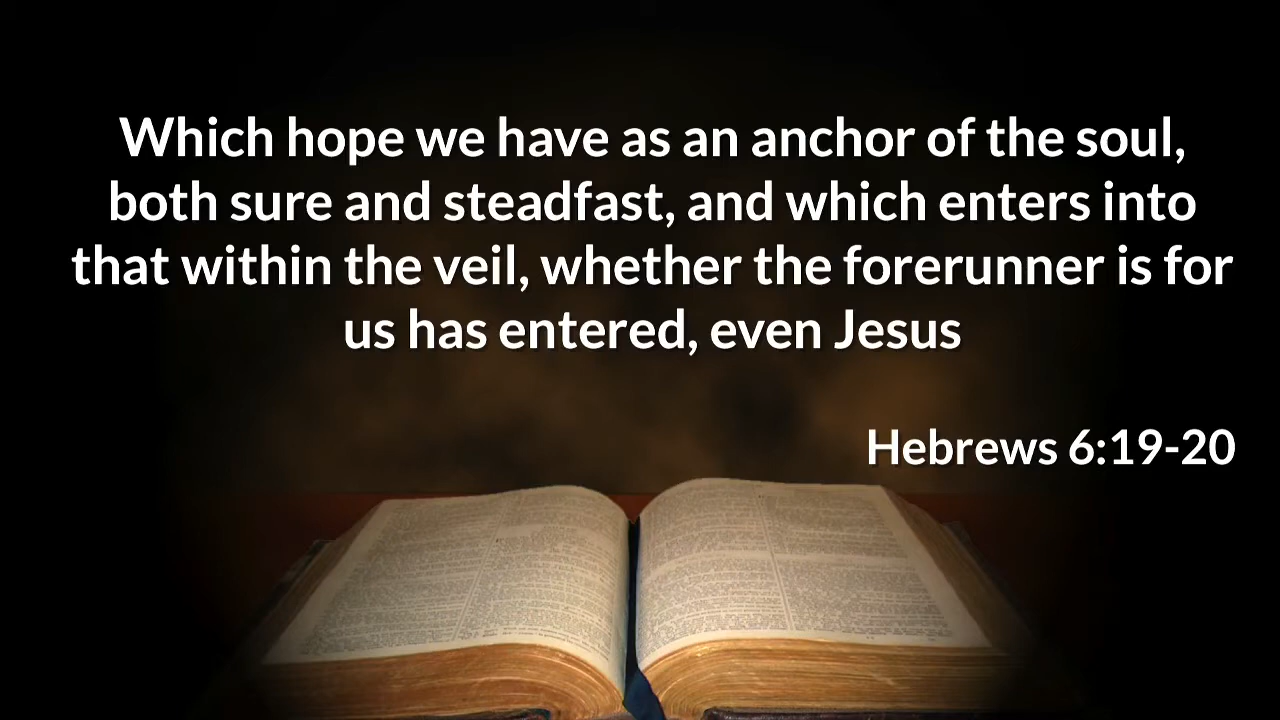 Which hope we have as an anchor of the soul,
both sure and steadfast, and which enters into
that within the veil, whether the forerunner is for
us has entered, even Jesus
Hebrews 6:19-20